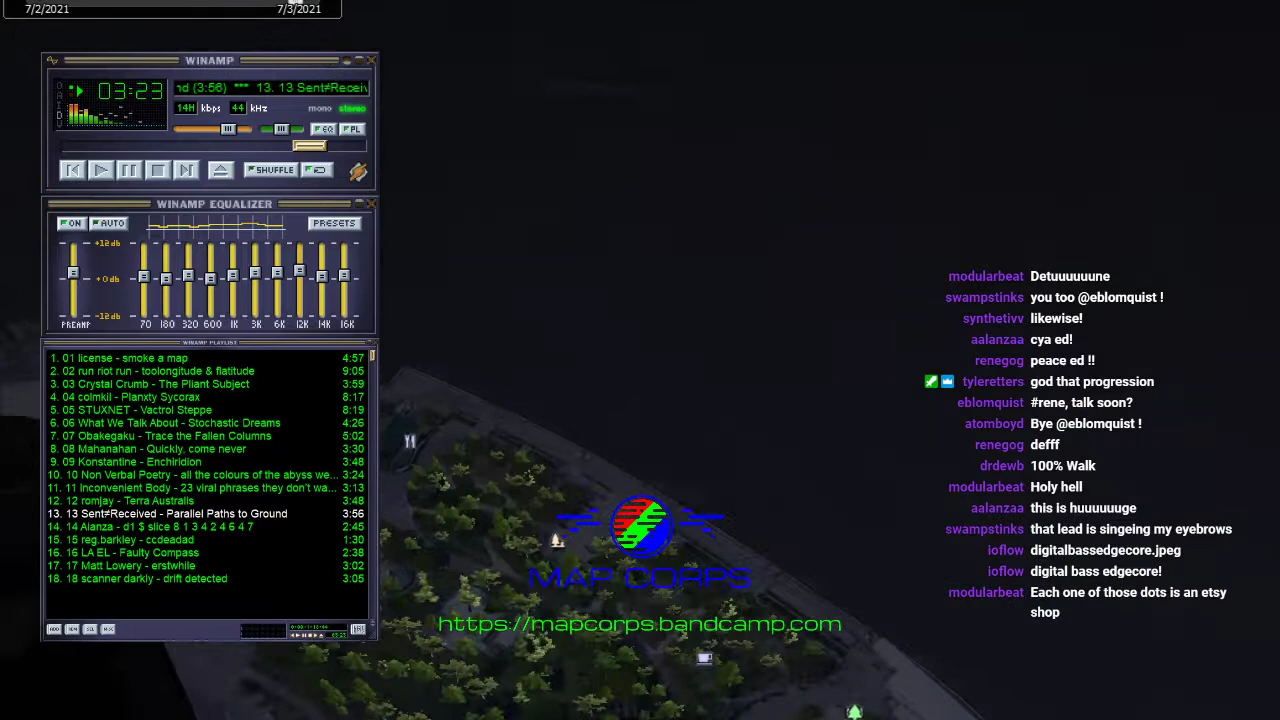 7/2/2021
7/3/2021
WINAMP
03:23
nd (3:56) *** 13. 13 Sent≠Receiv
14H kbps 44 kHz mono stereo
EQ PL
SHUFFLE
WINAMP EQUALIZER
ON AUTO PRESETS
+12db
+0db
-12db
PREAMP 70 180 320 600 1K 3K 6K 12K 14K 16K
WINAMP PLAYLIST
1. 01 license - smoke a map 4:57
2. 02 run riot run - toolongitude & flatitude 9:05
3. 03 Crystal Crumb - The Pliant Subject 3:59
4. 04 colmkil - Planxty Sycorax 8:17
5. 05 STUXNET - Vactrol Steppe 8:19
6. 06 What We Talk About - Stochastic Dreams 4:26
7. 07 Obakegaku - Trace the Fallen Columns 5:02
8. 08 Mahanahan - Quickly, come never 3:30
9. 09 Konstantine - Enchiridion 3:48
10. 10 Non Verbal Poetry - all the colours of the abyss we... 3:24
11. 11 Inconvenient Body - 23 viral phrases they don't wa... 3:13
12. 12 romjay - Terra Australis 3:48
13. 13 Sent≠Received - Parallel Paths to Ground 3:56
14. 14 Alanza - d1 $ slice 8 1 3 4 2 4 6 4 7 2:45
15. 15 reg.barkley - ccdeadad 1:30
16. 16 LA EL - Faulty Compass 2:38
17. 17 Matt Lowery - erstwhile 3:02
18. 18 scanner darkly - drift detected 3:05
ADD REM SEL MISC
MAP CORPS
https://mapcorps.bandcamp.com
modularbeat Detuuuuuune
swampstinks you too @eblomquist !
synthetivv likewise!
aalanzaa cya ed!
renegog peace ed !!
tyleretters god that progression
eblomquist #rene, talk soon?
atomboyd Bye @eblomquist !
renegog defff
drdewb 100% Walk
modularbeat Holy hell
aalanzaa this is huuuuuuge
swampstinks that lead is singeing my eyebrows
ioflow digitalbassedgecore.jpeg
ioflow digital bass edgecore!
modularbeat Each one of those dots is an etsy
shop